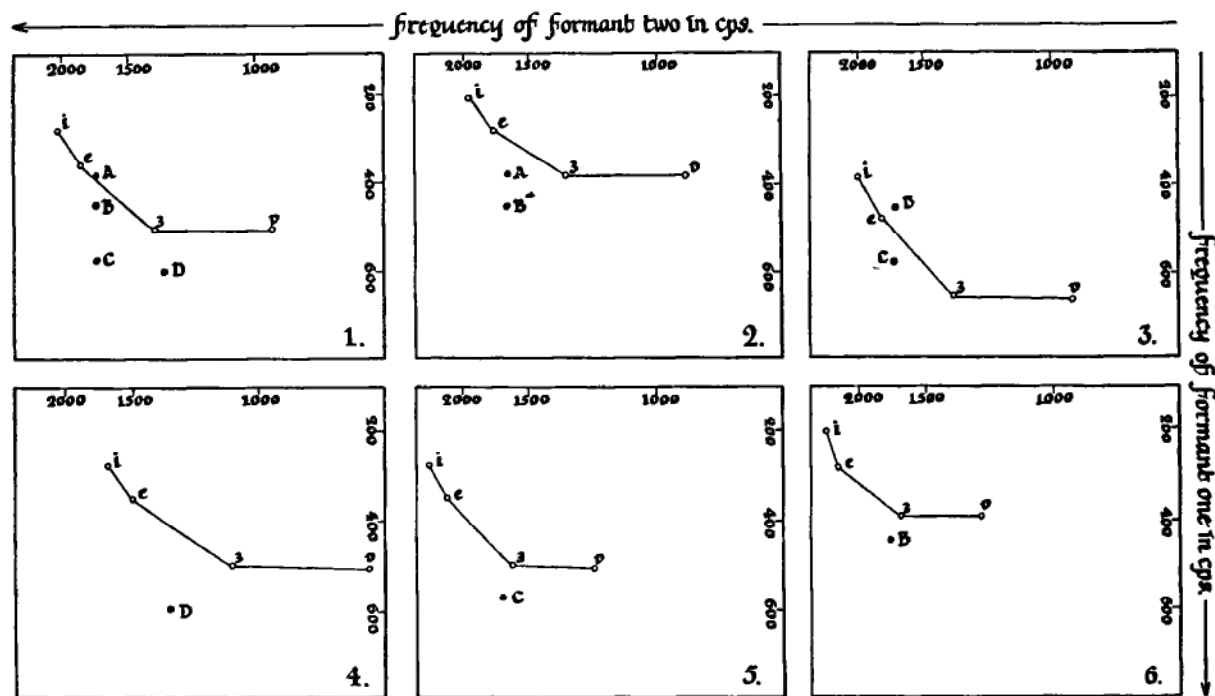 frequency of formant two in cps.
2000 1500 1000
i
e
A
B
3
D
C
D
200
400
600
1.
2000 1500 1000
i
e
A
3
D
B
200
400
600
2.
2000 1500 1000
i
B
e
C
3
D
200
400
600
3.
frequency of formant one in cps.
2000 1500 1000
i
e
3
D
D
200
400
600
4.
2000 1500 1000
i
e
3
D
C
200
400
600
5.
2000 1500 1000
i
e
3
D
B
200
400
600
6.